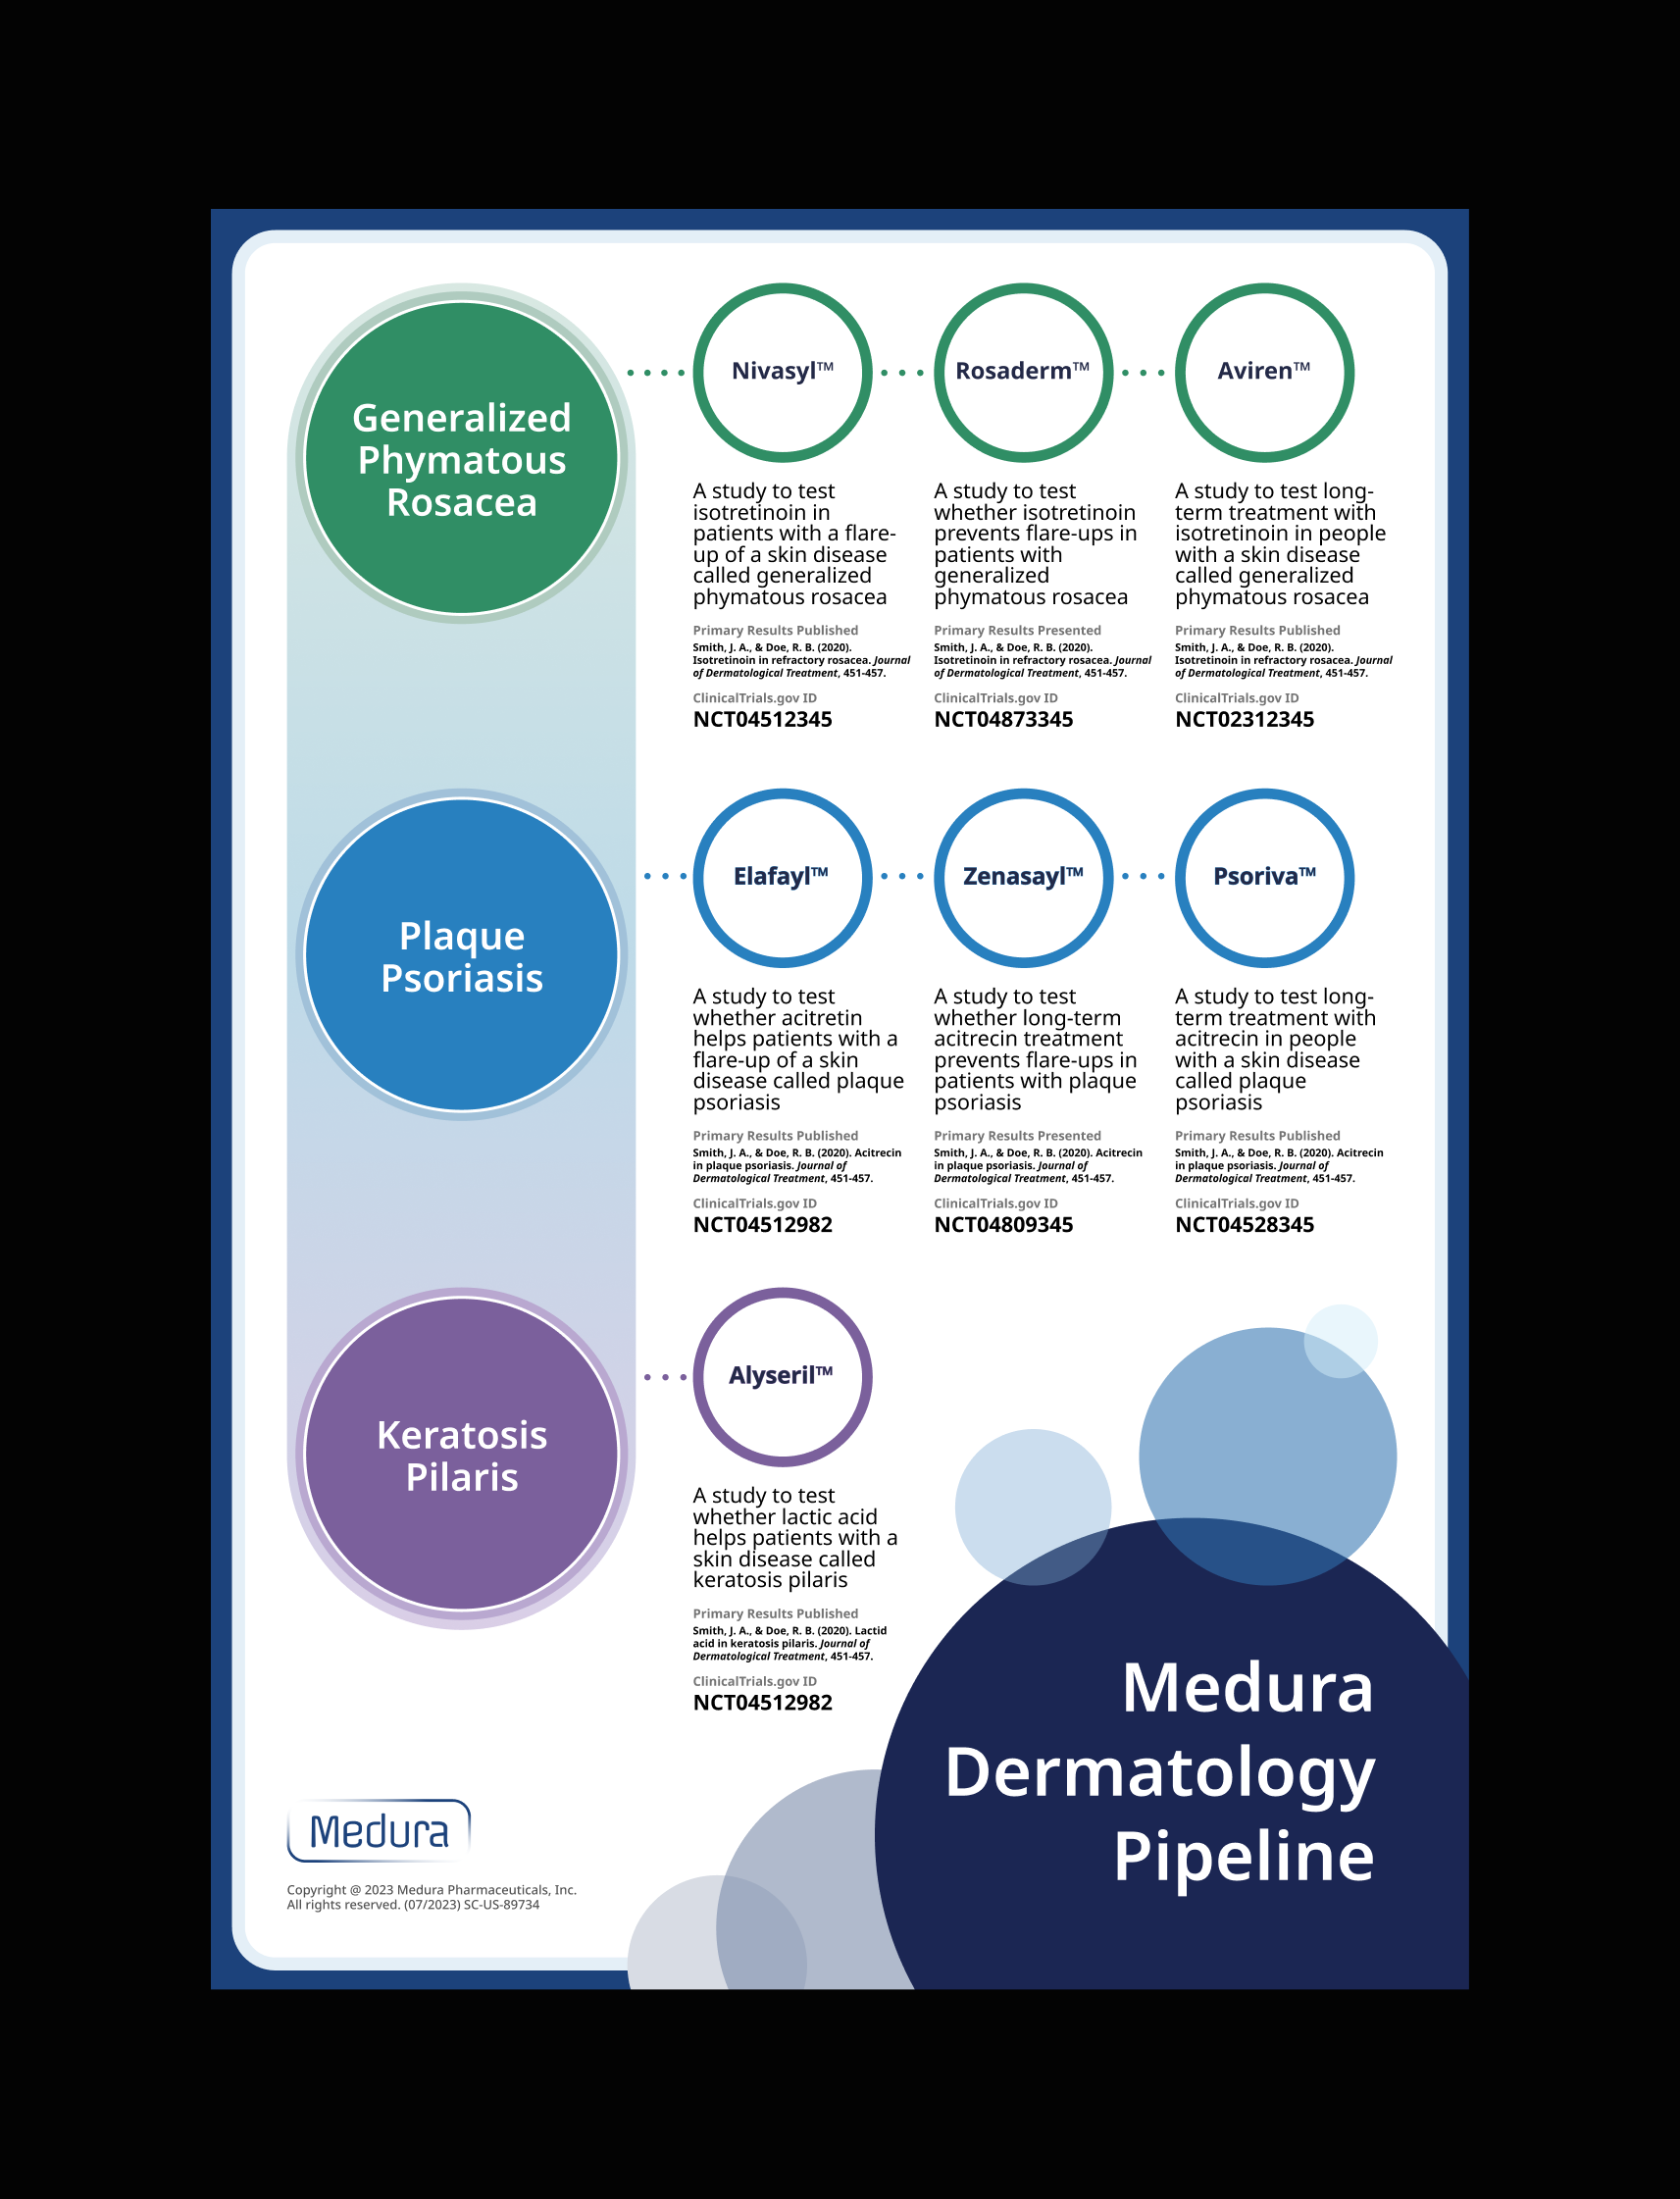 Generalized
Phymatous
Rosacea
Nivasyl™
A study to test
isotretinoin in
patients with a flare-
up of a skin disease
called generalized
phymatous rosacea
Primary Results Published
Smith, J. A., & Doe, R. B. (2020).
Isotretinoin in refractory rosacea. Journal
of Dermatological Treatment, 451-457.
ClinicalTrials.gov ID
NCT04512345
Rosaderm™
A study to test
whether isotretinoin
prevents flare-ups in
patients with
generalized
phymatous rosacea
Primary Results Presented
Smith, J. A., & Doe, R. B. (2020).
Isotretinoin in refractory rosacea. Journal
of Dermatological Treatment, 451-457.
ClinicalTrials.gov ID
NCT04873345
Aviren™
A study to test long-
term treatment with
isotretinoin in people
with a skin disease
called generalized
phymatous rosacea
Primary Results Published
Smith, J. A., & Doe, R. B. (2020).
Isotretinoin in refractory rosacea. Journal
of Dermatological Treatment, 451-457.
ClinicalTrials.gov ID
NCT02312345
Plaque
Psoriasis
Elafayl™
A study to test
whether acitretin
helps patients with a
flare-up of a skin
disease called plaque
psoriasis
Primary Results Published
Smith, J. A., & Doe, R. B. (2020). Acitrecin
in plaque psoriasis. Journal of
Dermatological Treatment, 451-457.
ClinicalTrials.gov ID
NCT04512982
Zenasayl™
A study to test
whether long-term
acitrecin treatment
prevents flare-ups in
patients with plaque
psoriasis
Primary Results Presented
Smith, J. A., & Doe, R. B. (2020). Acitrecin
in plaque psoriasis. Journal of
Dermatological Treatment, 451-457.
ClinicalTrials.gov ID
NCT04809345
Psoriva™
A study to test long-
term treatment with
acitrecin in people
with a skin disease
called plaque
psoriasis
Primary Results Published
Smith, J. A., & Doe, R. B. (2020). Acitrecin
in plaque psoriasis. Journal of
Dermatological Treatment, 451-457.
ClinicalTrials.gov ID
NCT04528345
Keratosis
Pilaris
Alyseril™
A study to test
whether lactic acid
helps patients with a
skin disease called
keratosis pilaris
Primary Results Published
Smith, J. A., & Doe, R. B. (2020). Lactid
acid in keratosis pilaris. Journal of
Dermatological Treatment, 451-457.
ClinicalTrials.gov ID
NCT04512982
Medura
Dermatology
Pipeline
Medura
Copyright @ 2023 Medura Pharmaceuticals, Inc.
All rights reserved. (07/2023) SC-US-89734